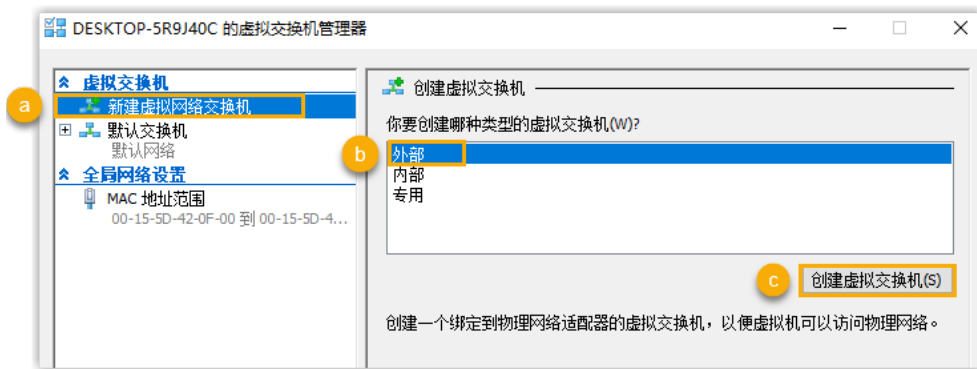 DESKTOP-5R9J40C 的虚拟交换机管理器
虚拟交换机
a
新建虚拟网络交换机
默认交换机
默认网络
全局网络设置
MAC 地址范围
00-15-5D-42-0F-00 到 00-15-5D-4...
创建虚拟交换机
你要创建哪种类型的虚拟交换机(W)?
b
外部
内部
专用
c
创建虚拟交换机(S)
创建一个绑定到物理网络适配器的虚拟交换机，以便虚拟机可以访问物理网络。